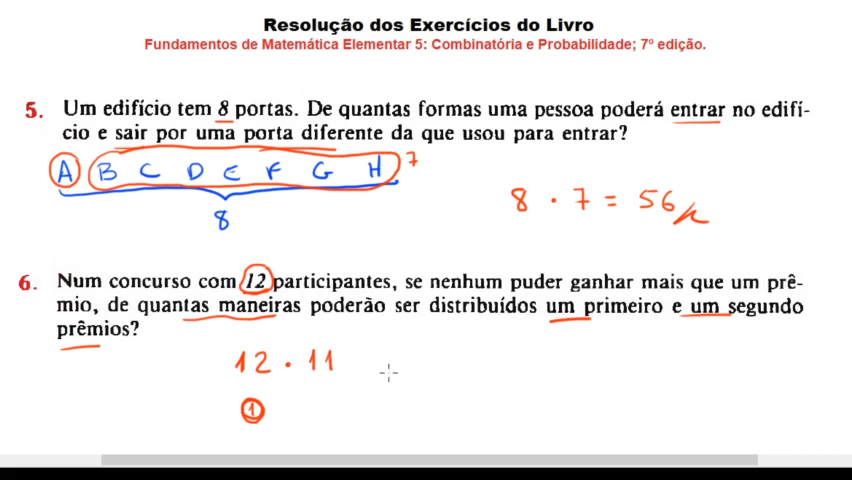 Resolução dos Exercícios do Livro
Fundamentos de Matemática Elementar 5: Combinatória e Probabilidade; 7º edição.
5. Um edifício tem 8 portas. De quantas formas uma pessoa poderá entrar no edifí-
cio e sair por uma porta diferente da que usou para entrar?
A B C D E F G H 7
8
8 · 7 = 56
6. Num concurso com 12 participantes, se nenhum puder ganhar mais que um prê-
mio, de quantas maneiras poderão ser distribuídos um primeiro e um segundo
prêmios?
12 · 11
1